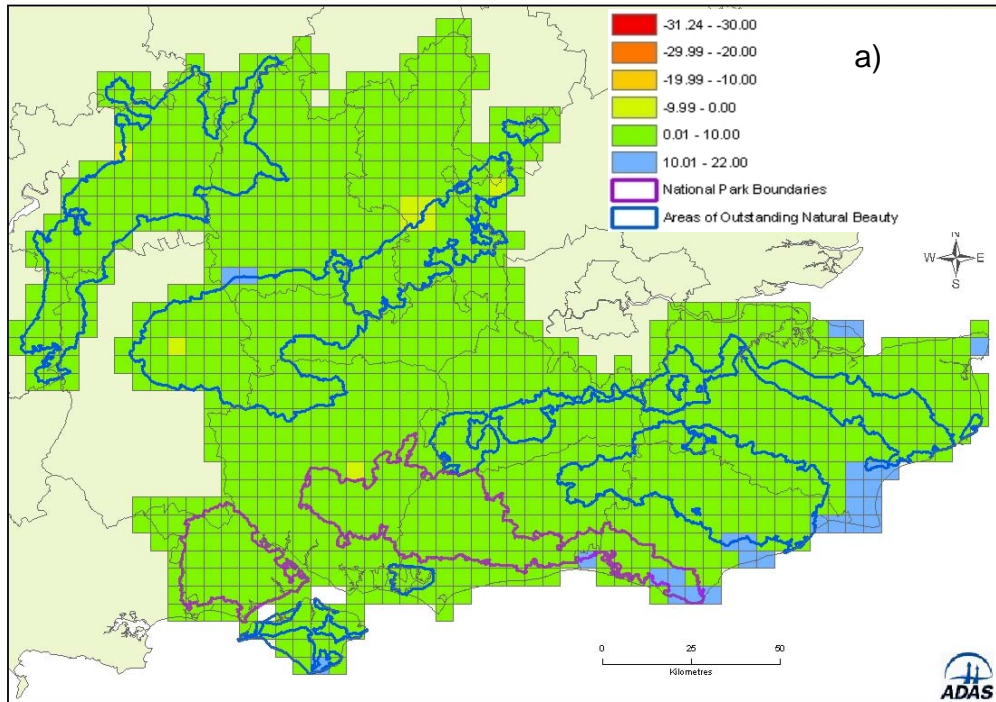 -31.24 - -30.00
-29.99 - -20.00
-19.99 - -10.00
-9.99 - 0.00
0.01 - 10.00
10.01 - 22.00
National Park Boundaries
Areas of Outstanding Natural Beauty
a)
N
W E
S
0 25 50
Kilometres
ADAS